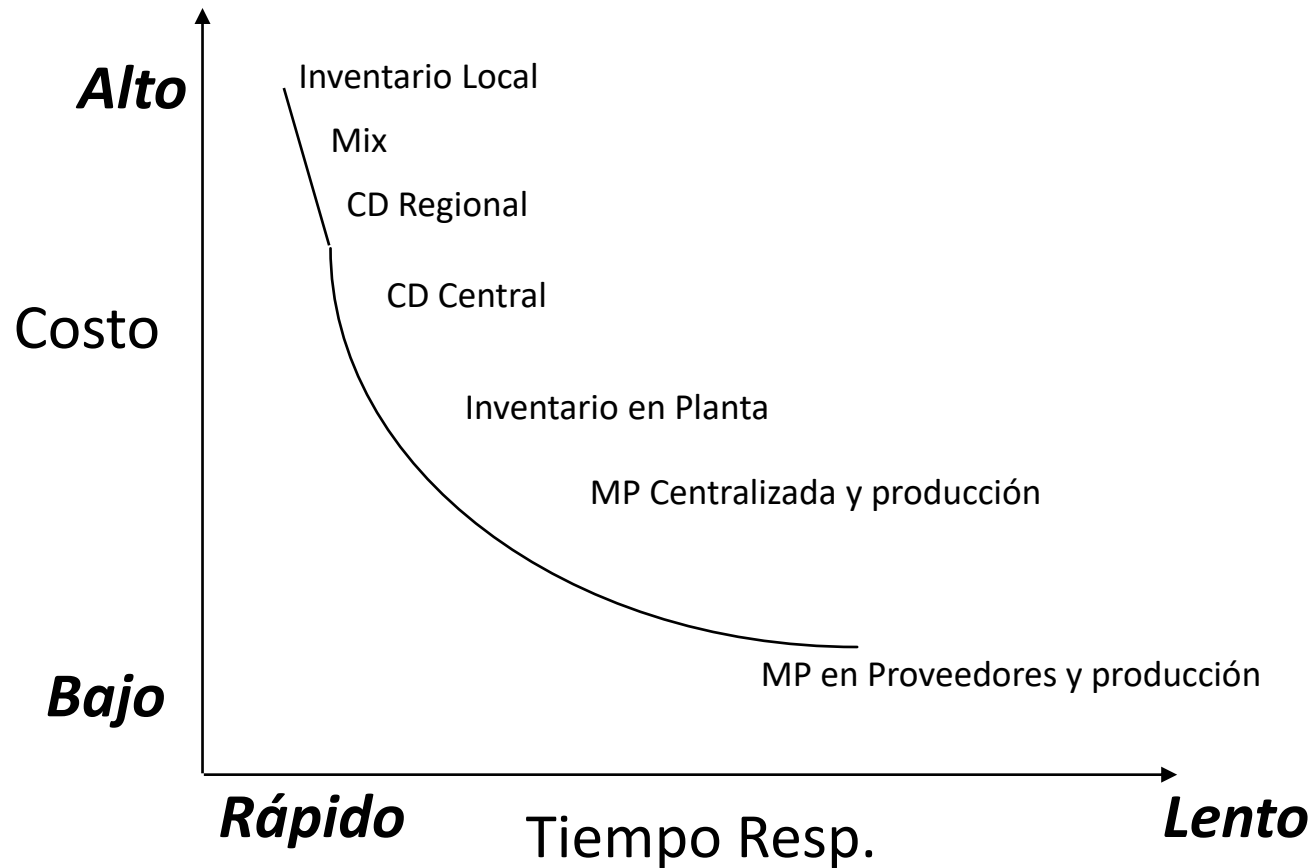 Alto
Inventario Local
Mix
CD Regional
CD Central
Costo
Inventario en Planta
MP Centralizada y producción
MP en Proveedores y producción
Bajo
Rápido
Tiempo Resp.
Lento